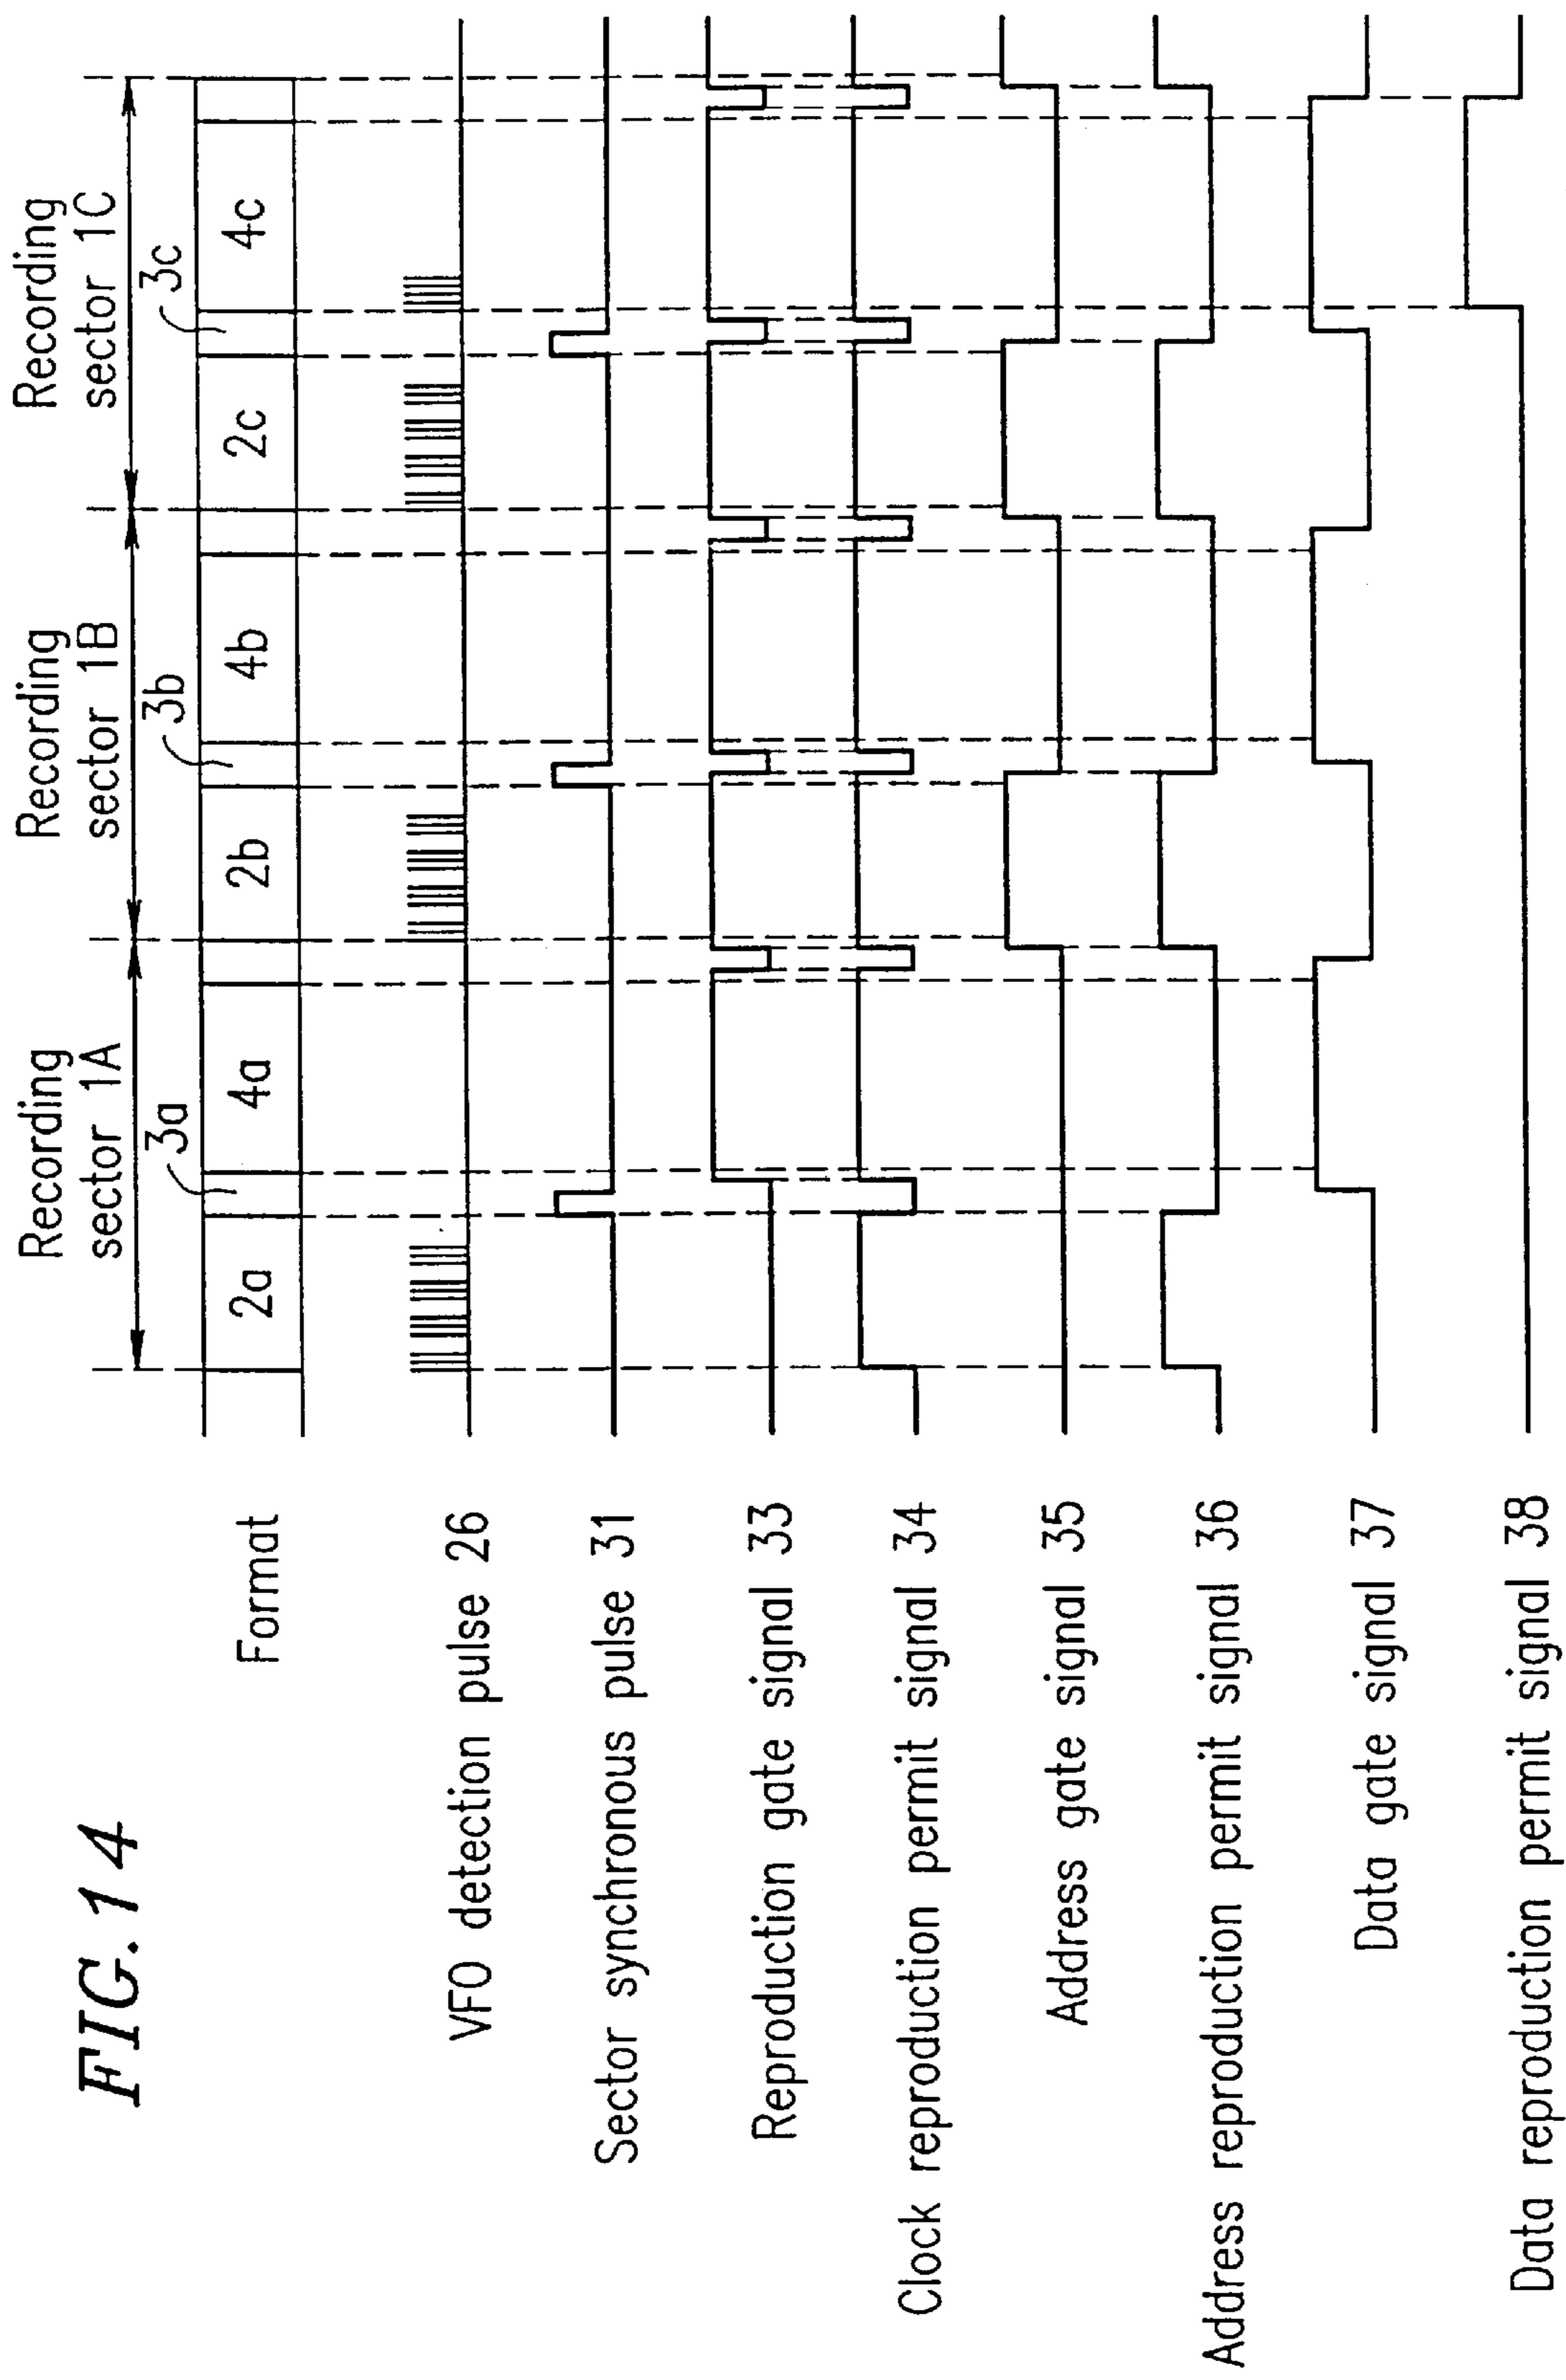 FIG.14
Recording
sector 1A
Recording
sector 1B
Recording
sector 1C
3a
3b
3c
Format
2a
4a
2b
4b
2c
4c
VFO detection pulse 26
Sector synchronous pulse 31
Reproduction gate signal 33
Clock reproduction permit signal 34
Address gate signal 35
Address reproduction permit signal 36
Data gate signal 37
Data reproduction permit signal 38